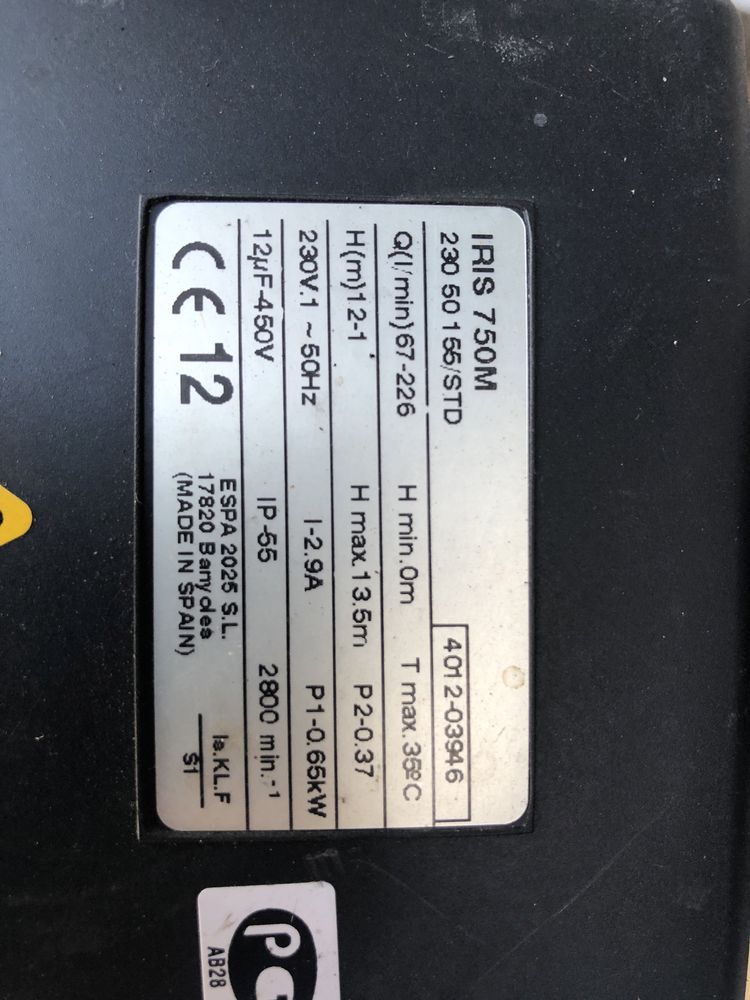 IRIS 750M
230 50 155/STD
4012-03946
Q(l/min)67-226 H min.0m T max.35ºC
H(m)12-1 H max.13.5m P2-0.37
230V.1 ~50Hz I-2.9A P1-0.65kW
12µF-450V IP-55 2800 min.-1
CE 12
ESPA 2025 S.L.
17820 Banyoles
(MADE IN SPAIN)
Is.KL.F
S1
AB28